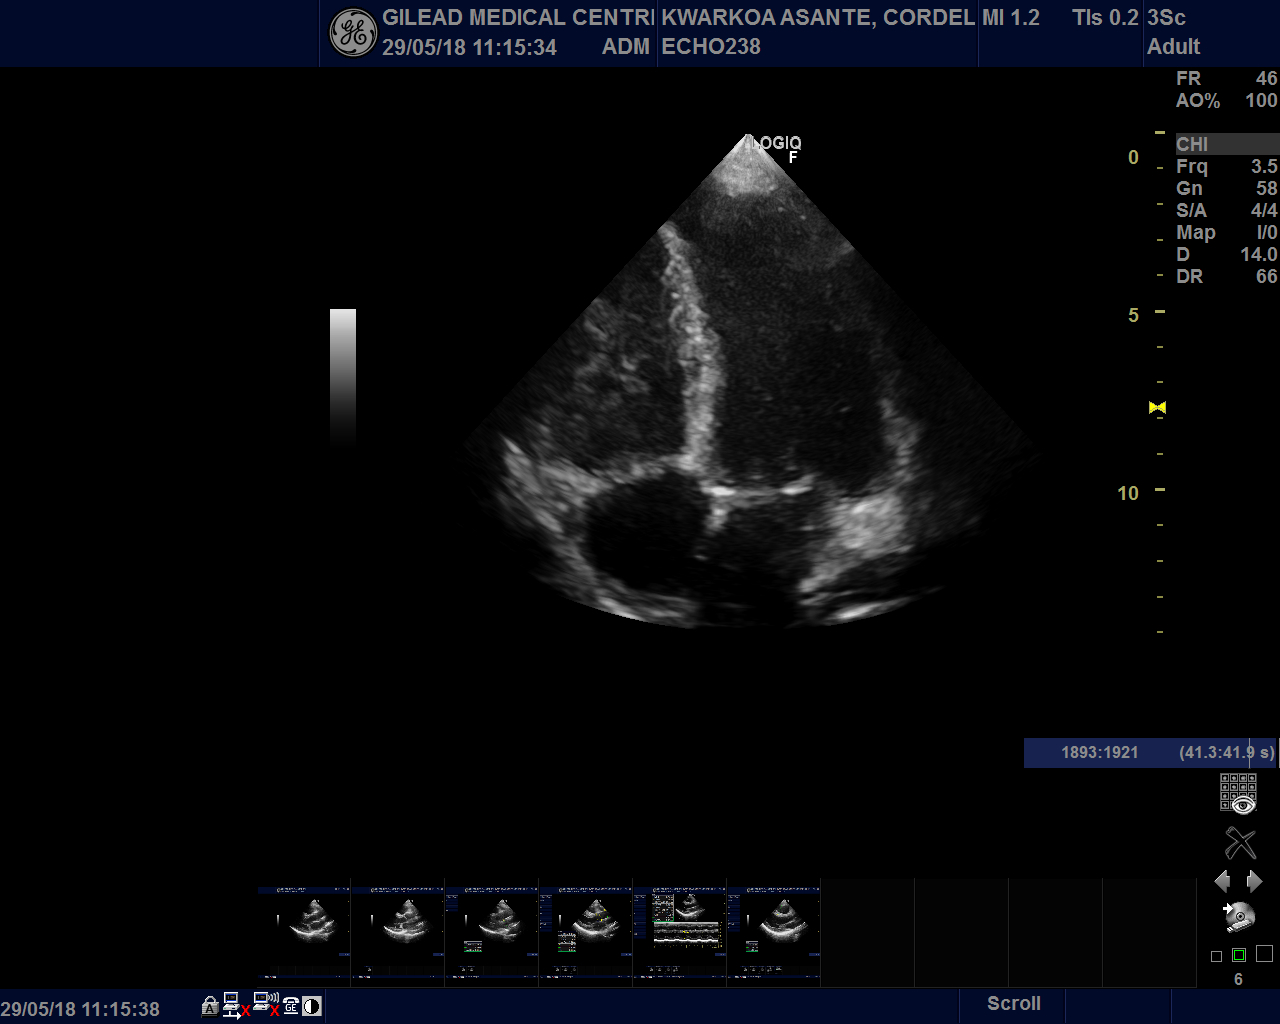 GILEAD MEDICAL CENTRI
29/05/18 11:15:34 ADM
KWARKOA ASANTE, CORDEL
ECHO238
MI 1.2 TIs 0.2
3Sc
Adult
FR 46
AO% 100
CHI
Frq 3.5
Gn 58
S/A 4/4
Map I/0
D 14.0
DR 66
LOGIQ
F
0
5
10
1893:1921 (41.3:41.9 s)
6
Scroll
29/05/18 11:15:38
A
GE